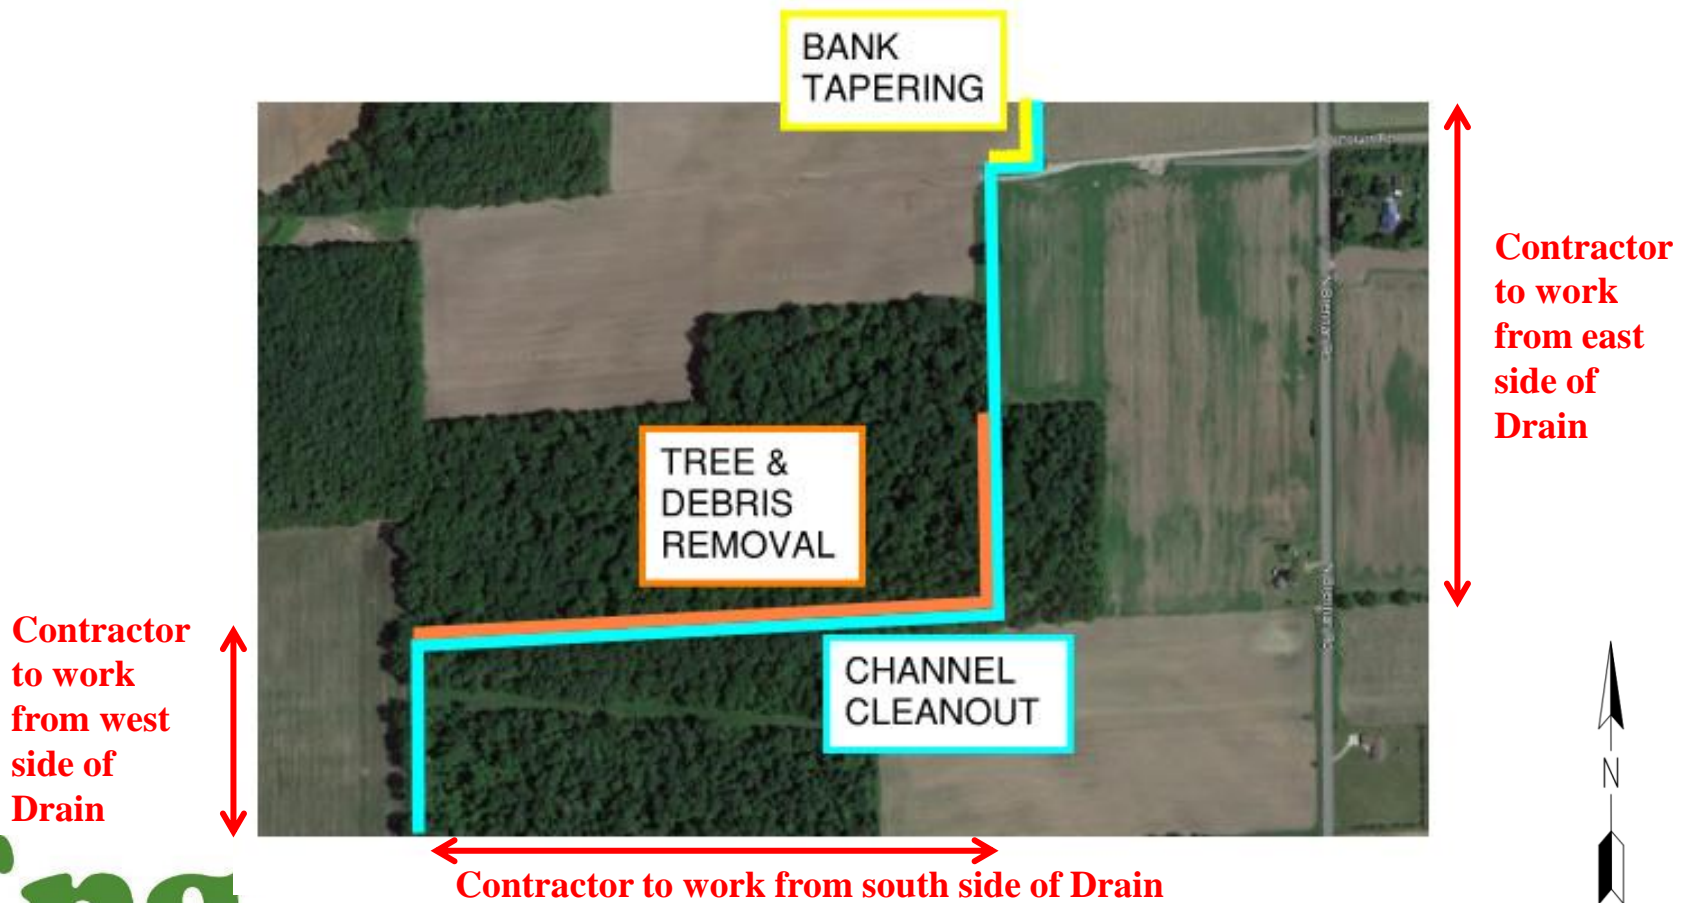 BANK
TAPERING
Contractor
to work
from east
side of
Drain
TREE &
DEBRIS
REMOVAL
Contractor
to work
from west
side of
Drain
CHANNEL
CLEANOUT
N
Contractor to work from south side of Drain